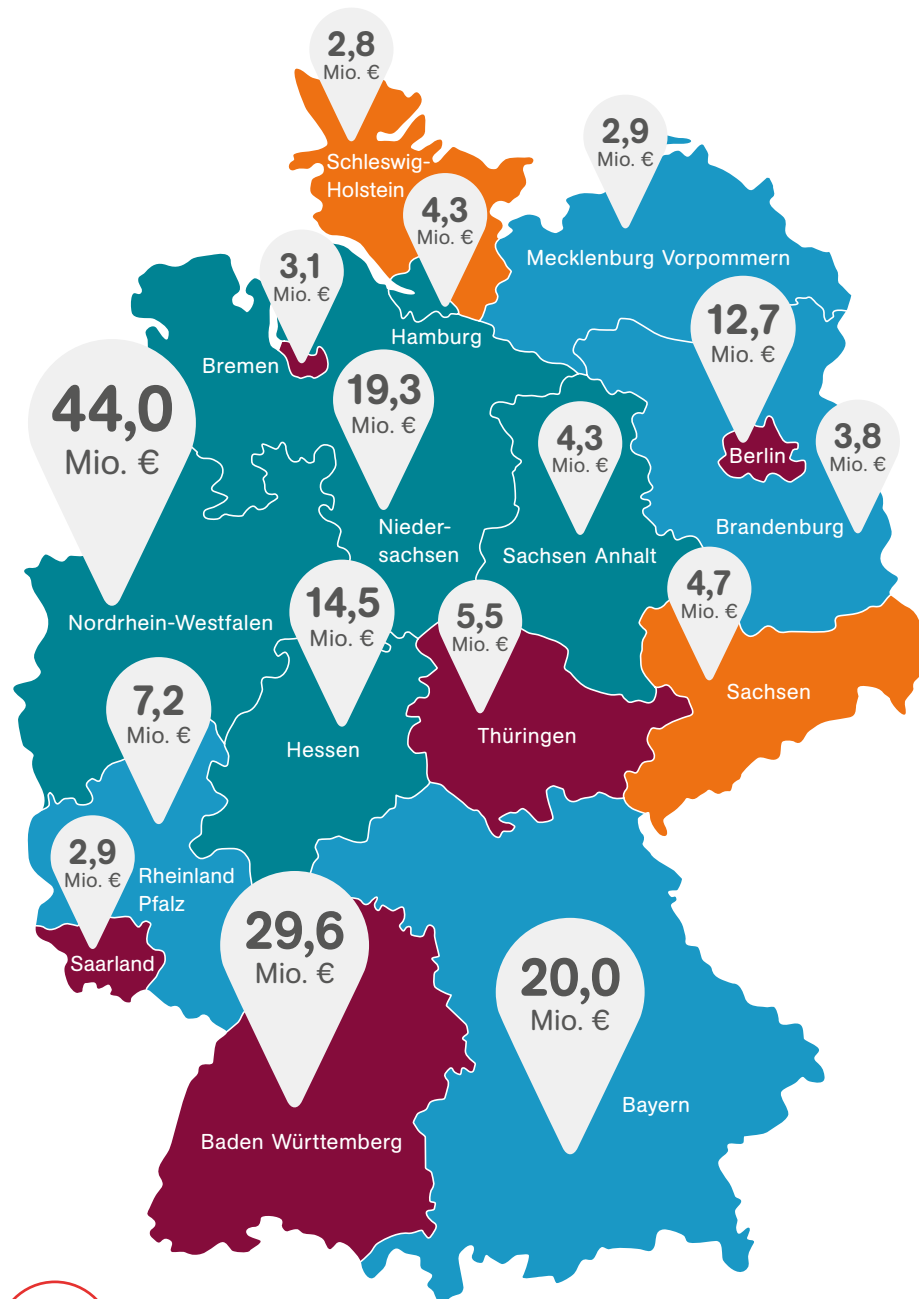 2,8
Mio. €
Schleswig-
Holstein
2,9
Mio. €
Mecklenburg Vorpommern
4,3
Mio. €
Hamburg
3,1
Mio. €
Bremen
12,7
Mio. €
Berlin
44,0
Mio. €
Nordrhein-Westfalen
19,3
Mio. €
Nieder-
sachsen
4,3
Mio. €
Sachsen Anhalt
3,8
Mio. €
Brandenburg
14,5
Mio. €
Hessen
5,5
Mio. €
Thüringen
4,7
Mio. €
Sachsen
7,2
Mio. €
Rheinland
Pfalz
2,9
Mio. €
Saarland
29,6
Mio. €
Baden Württemberg
20,0
Mio. €
Bayern